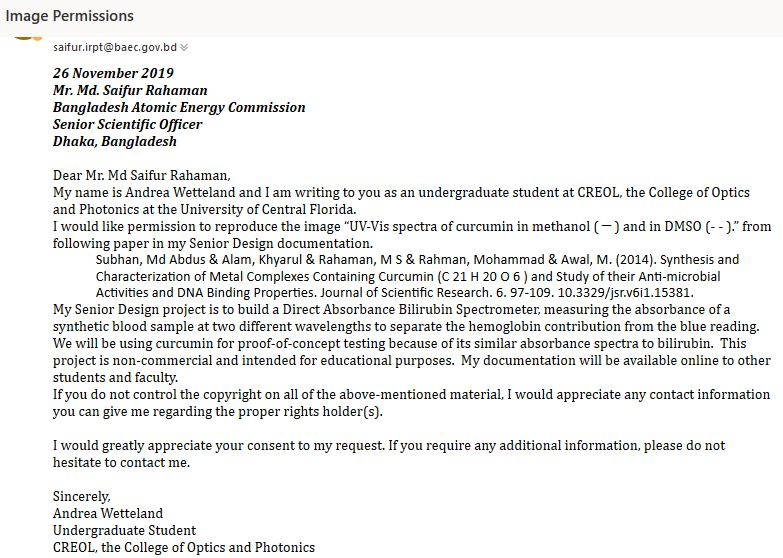 Image Permissions
saifur.irpt@baec.gov.bd
26 November 2019
Mr. Md. Saifur Rahaman
Bangladesh Atomic Energy Commission
Senior Scientific Officer
Dhaka, Bangladesh
Dear Mr. Md Saifur Rahaman,
My name is Andrea Wetteland and I am writing to you as an undergraduate student at CREOL, the College of Optics
and Photonics at the University of Central Florida.
I would like permission to reproduce the image “UV-Vis spectra of curcumin in methanol (—) and in DMSO (- - ).” from
following paper in my Senior Design documentation.
Subhan, Md Abdus & Alam, Khyarul & Rahaman, M S & Rahman, Mohammad & Awal, M. (2014). Synthesis and
Characterization of Metal Complexes Containing Curcumin (C 21 H 20 O 6 ) and Study of their Anti-microbial
Activities and DNA Binding Properties. Journal of Scientific Research. 6. 97-109. 10.3329/jsr.v6i1.15381.
My Senior Design project is to build a Direct Absorbance Bilirubin Spectrometer, measuring the absorbance of a
synthetic blood sample at two different wavelengths to separate the hemoglobin contribution from the blue reading.
We will be using curcumin for proof-of-concept testing because of its similar absorbance spectra to bilirubin.  This
project is non-commercial and intended for educational purposes.  My documentation will be available online to other
students and faculty.
If you do not control the copyright on all of the above-mentioned material, I would appreciate any contact information
you can give me regarding the proper rights holder(s).
I would greatly appreciate your consent to my request. If you require any additional information, please do not
hesitate to contact me.
Sincerely,
Andrea Wetteland
Undergraduate Student
CREOL, the College of Optics and Photonics